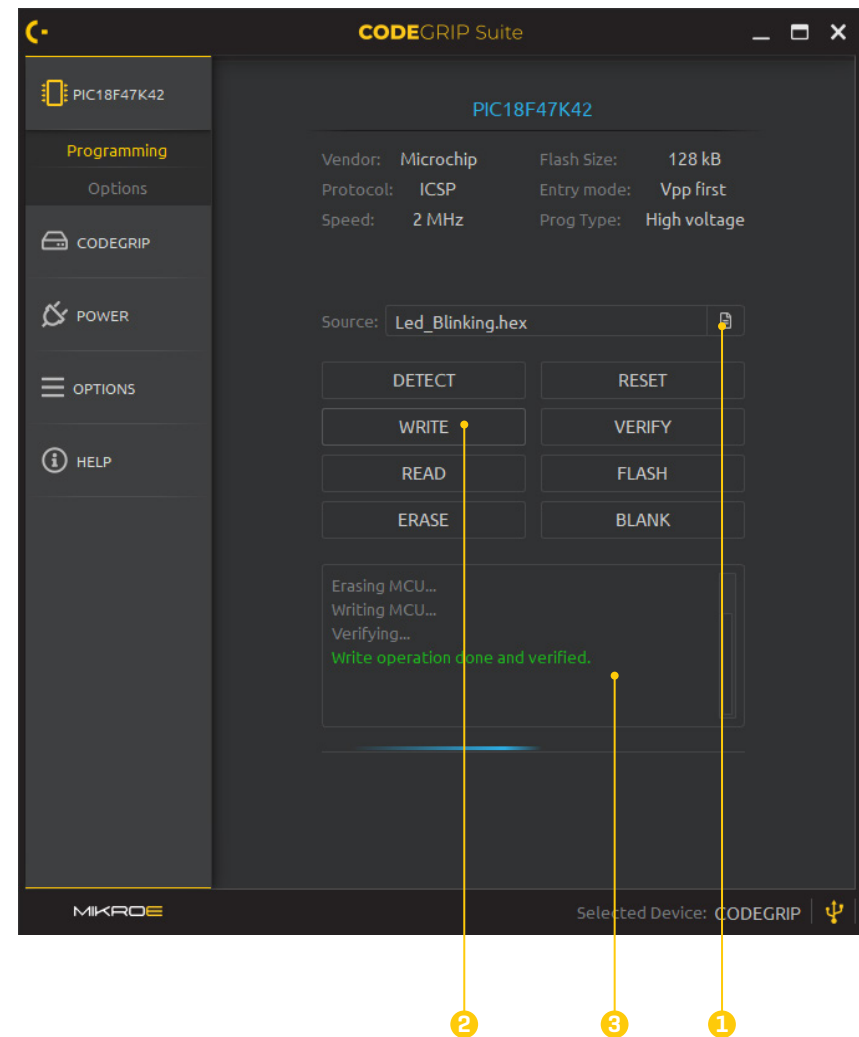 CODEGRIP Suite
PIC18F47K42
Programming
Options
CODEGRIP
POWER
OPTIONS
HELP
PIC18F47K42
Vendor: Microchip Flash Size: 128 kB
Protocol: ICSP Entry mode: Vpp first
Speed: 2 MHz Prog Type: High voltage
Source: Led_Blinking.hex
DETECT RESET
WRITE VERIFY
READ FLASH
ERASE BLANK
Erasing MCU...
Writing MCU...
Verifying...
Write operation done and verified.
MIKROE
Selected Device: CODEGRIP
2 3 1